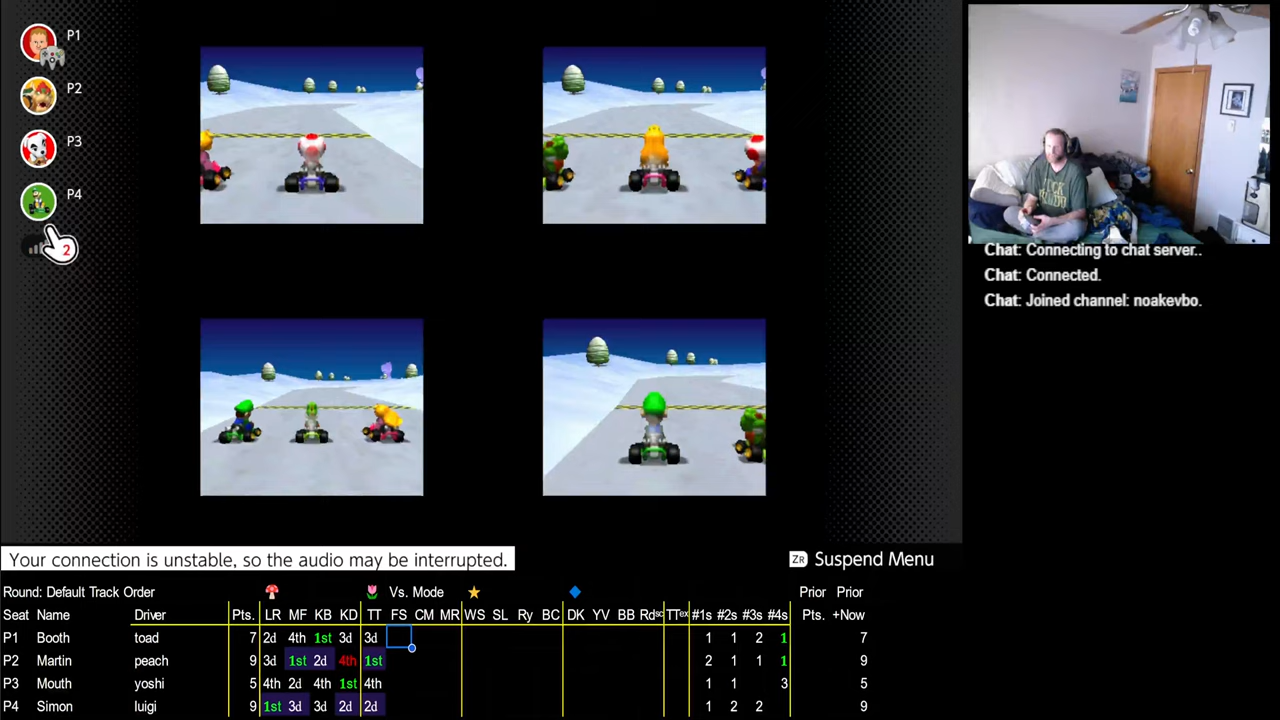 P1
P2
P3
P4
2
Chat: Connecting to chat server..
Chat: Connected.
Chat: Joined channel: noakevbo.
Your connection is unstable, so the audio may be interrupted.
ZR Suspend Menu
Round: Default Track Order Vs. Mode Prior Prior
Seat Name Driver Pts. LR MF KB KD TT FS CM MR WS SL Ry BC DK YV BB Rdsc TTex #1s #2s #3s #4s Pts. +Now
P1 Booth toad 7 2d 4th 1st 3d 3d 1 1 2 1 7
P2 Martin peach 9 3d 1st 2d 4th 1st 2 1 1 1 9
P3 Mouth yoshi 5 4th 2d 4th 1st 4th 1 1 3 5
P4 Simon luigi 9 1st 3d 3d 2d 2d 1 2 2 9